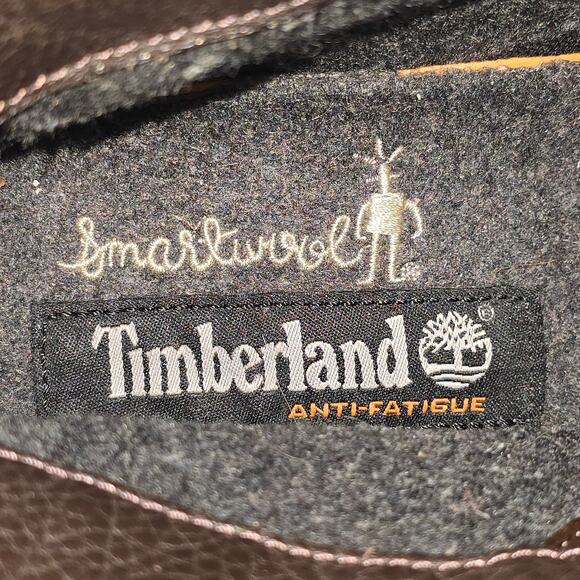 Smartwool
Timberland ®
ANTI-FATIGUE